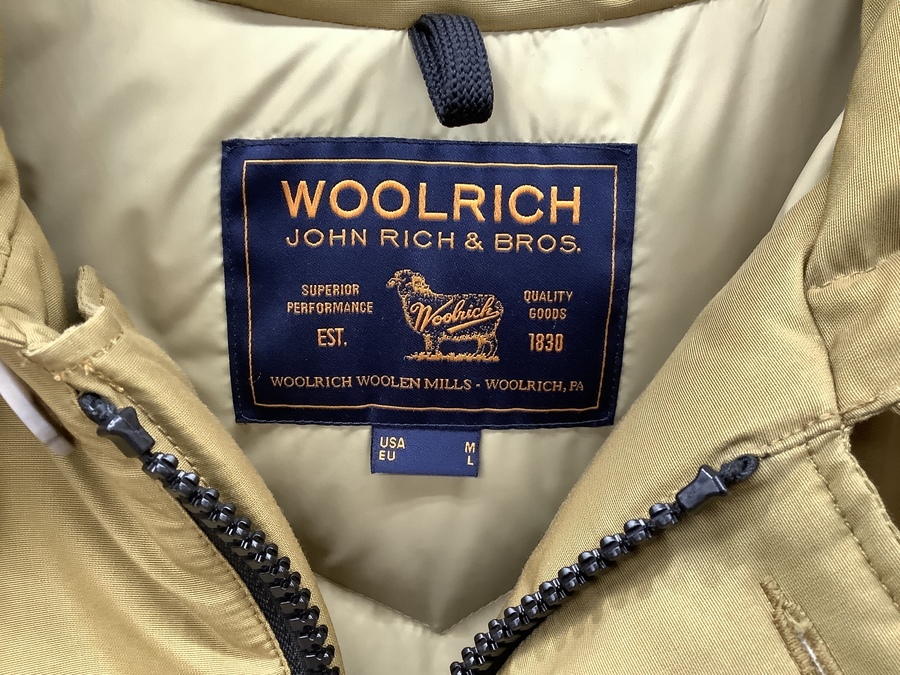 WOOLRICH
JOHN RICH & BROS.
SUPERIOR
PERFORMANCE
EST.
Woolrich
QUALITY
GOODS
1830
WOOLRICH WOOLEN MILLS - WOOLRICH, PA
USA M
EU L